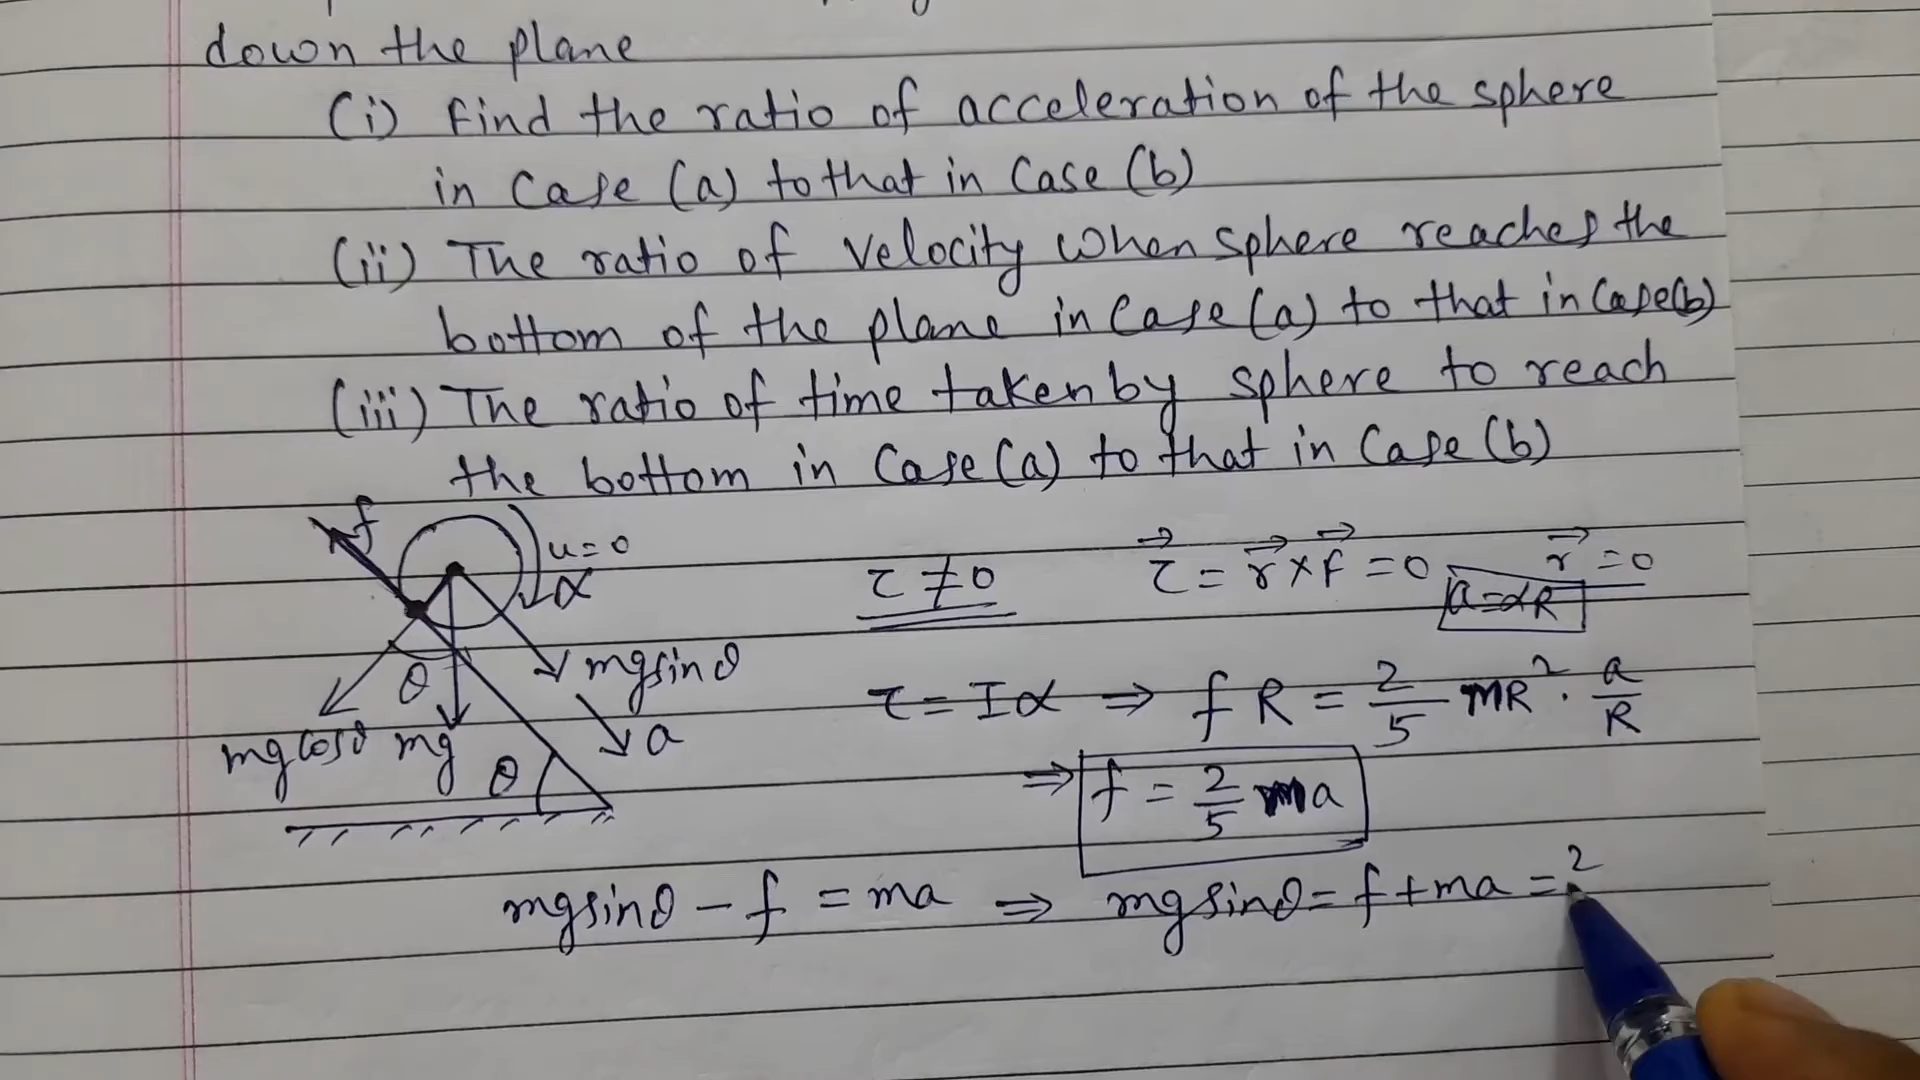 down the plane
(i) Find the ratio of acceleration of the sphere
in Case (a) to that in Case (b)
(ii) The ratio of Velocity When sphere reaches the
bottom of the plane in Case (a) to that in Case(b)
(iii) The ratio of time taken by sphere to reach
the bottom in Case (a) to that in Case (b)
f
u=0
α
τ ≠ 0
τ⃗ = r⃗ × F⃗ = 0
r⃗ = 0
a=αR
θ
mg sinθ
τ = Iα ⇒ f R = 2/5 mR² · a/R
mg cosθ
mg
θ
a
⇒ f = 2/5 ma
mg sinθ - f = ma ⇒ mg sinθ = f + ma = 2